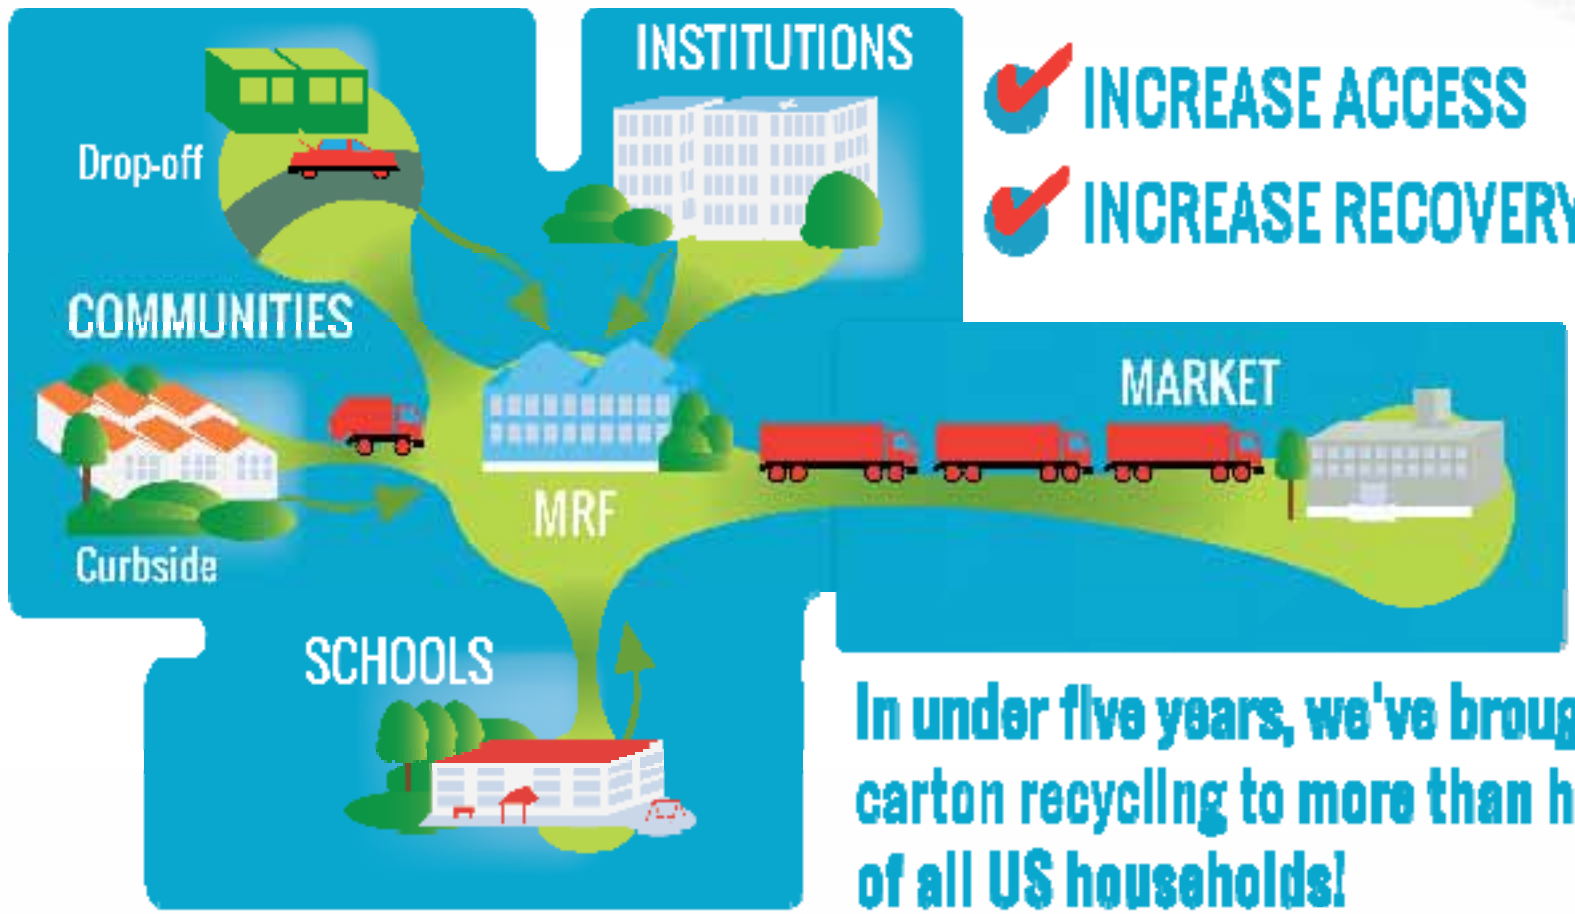 INSTITUTIONS
INCREASE ACCESS
Drop-off
INCREASE RECOVERY
COMMUNITIES
MARKET
MRF
Curbside
SCHOOLS
In under five years, we've broug
carton recycling to more than h
of all US households!